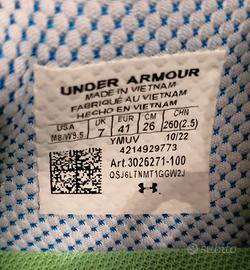 UNDER ARMOUR
MADE IN VIETNAM
FABRIQUÉ AU VIETNAM
HECHO EN VIETNAM
USA UK EUR CM CHN
M8/W9.5 7 41 26 260(2.5)
YMUV 10/22
4214929773
Art.3026271-100
QSJ6LTNMT1GGW2J
subito